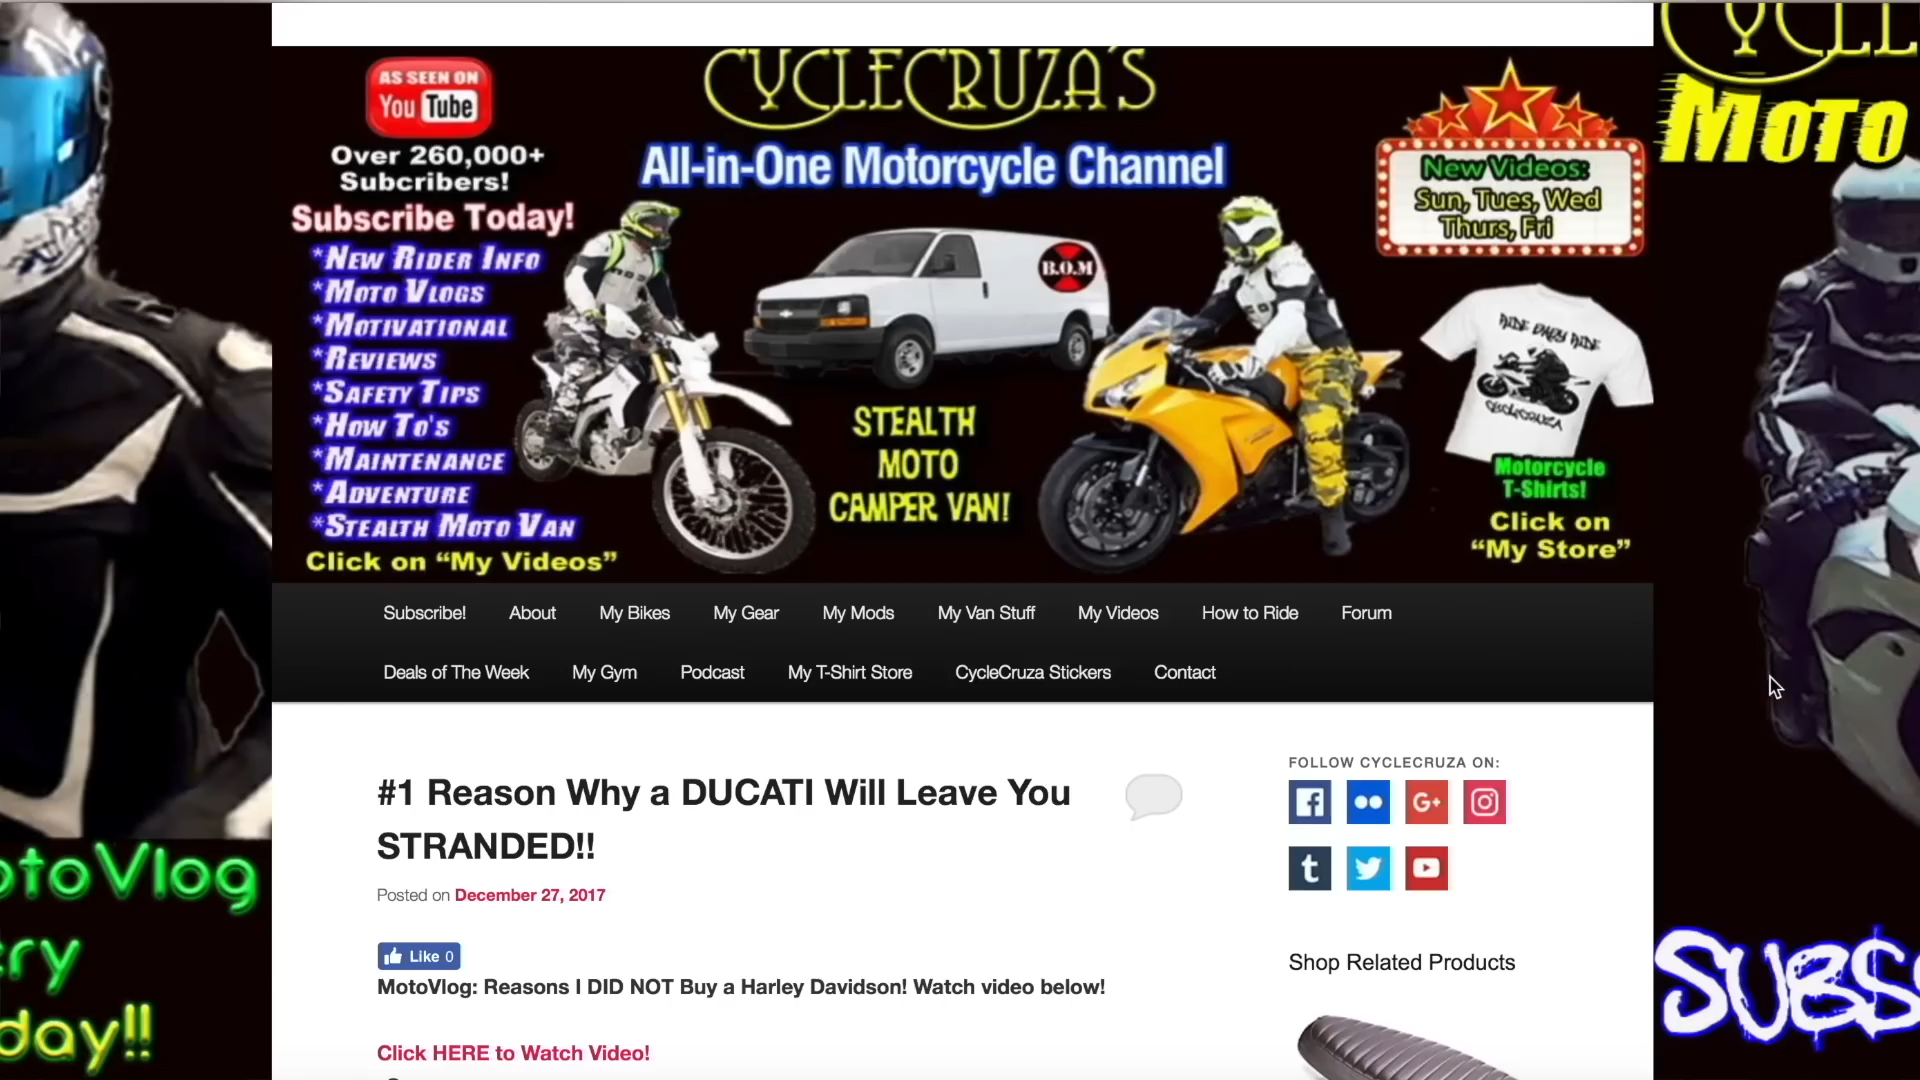 CYCLECRUZA'S
All-in-One Motorcycle Channel
AS SEEN ON
YouTube
Over 260,000+
Subcribers!
Subscribe Today!
*New Rider Info
*Moto Vlogs
*Motivational
*Reviews
*Safety Tips
*How To's
*Maintenance
*Adventure
*Stealth Moto Van
Click on “My Videos”
B.O.M
STEALTH
MOTO
CAMPER VAN!
New Videos:
Sun, Tues, Wed
Thurs, Fri
RIDE EVERY RIDE
CYCLECRUZA
Motorcycle
T-Shirts!
Click on
“My Store”
CYCL
MOTO
Subscribe! About My Bikes My Gear My Mods My Van Stuff My Videos How to Ride Forum
Deals of The Week My Gym Podcast My T-Shirt Store CycleCruza Stickers Contact
#1 Reason Why a DUCATI Will Leave You
STRANDED!!
Posted on December 27, 2017
Like 0
MotoVlog: Reasons I DID NOT Buy a Harley Davidson! Watch video below!
Click HERE to Watch Video!
FOLLOW CYCLECRUZA ON:
G+
t
Shop Related Products
otoVlog
ry
day!!
SUBS